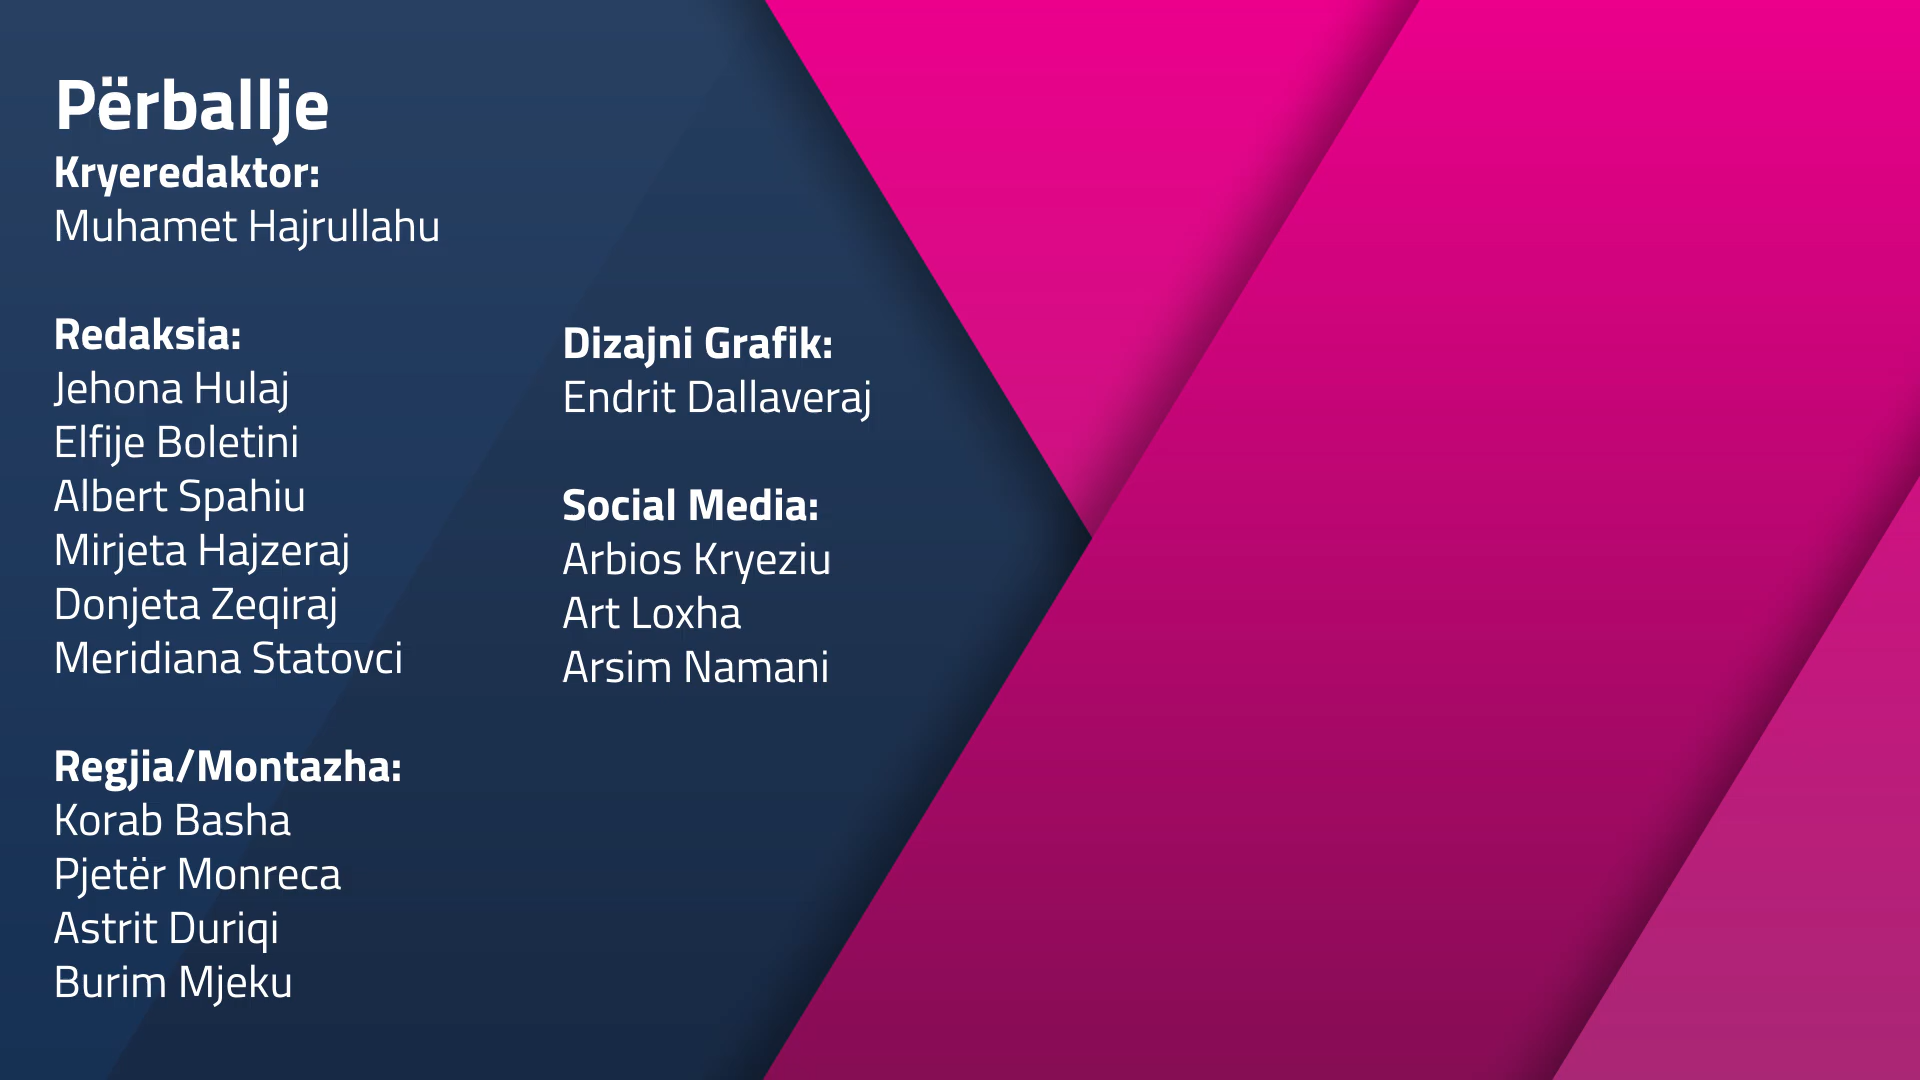 Përballje
Kryeredaktor:
Muhamet Hajrullahu
Redaksia:
Jehona Hulaj
Elfije Boletini
Albert Spahiu
Mirjeta Hajzeraj
Donjeta Zeqiraj
Meridiana Statovci
Regjia/Montazha:
Korab Basha
Pjetër Monreca
Astrit Duriqi
Burim Mjeku
Dizajni Grafik:
Endrit Dallaveraj
Social Media:
Arbios Kryeziu
Art Loxha
Arsim Namani